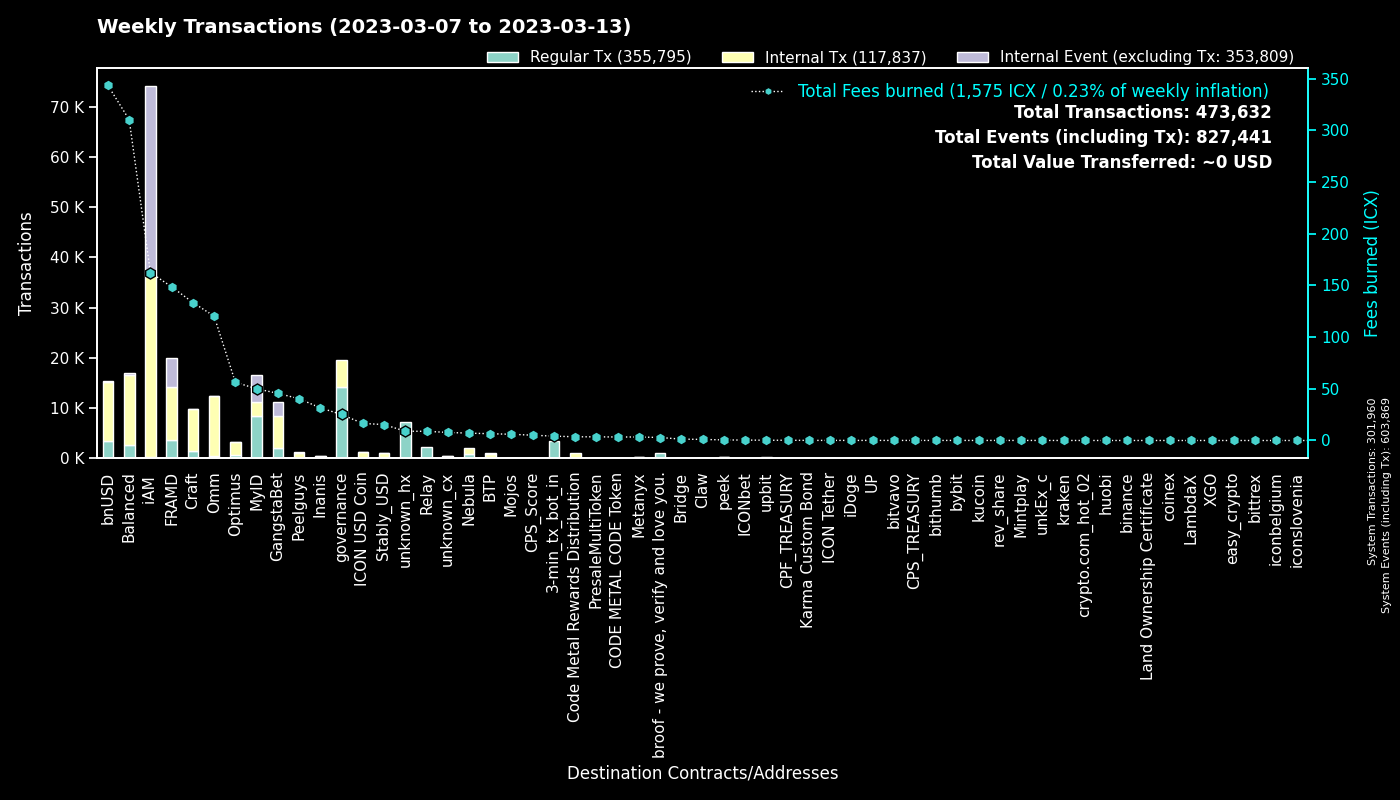 Weekly Transactions (2023-03-07 to 2023-03-13)
Regular Tx (355,795)
Internal Tx (117,837)
Internal Event (excluding Tx: 353,809)
Total Fees burned (1,575 ICX / 0.23% of weekly inflation)
Total Transactions: 473,632
Total Events (including Tx): 827,441
Total Value Transferred: ~0 USD
Transactions
70 K
60 K
50 K
40 K
30 K
20 K
10 K
0 K
350
300
250
200
150
100
50
0
Fees burned (ICX)
bnUSD
Balanced
iAM
FRAMD
Craft
Omm
Optimus
MyID
GangstaBet
Peelguys
Inanis
governance
ICON USD Coin
Stably_USD
unknown_hx
Relay
unknown_cx
Nebula
BTP
Mojos
CPS_Score
3-min_tx_bot_in
Code Metal Rewards Distribution
PresaleMultiToken
CODE METAL CODE Token
Metanyx
broof - we prove, verify and love you.
Bridge
Claw
peek
ICONbet
upbit
CPF_TREASURY
Karma Custom Bond
ICON Tether
iDoge
UP
bitvavo
CPS_TREASURY
bithumb
bybit
kucoin
rev_share
Mintplay
unkEx_c
kraken
crypto.com_hot_02
huobi
binance
Land Ownership Certificate
coinex
LambdaX
XGO
easy_crypto
bittrex
iconbelgium
iconslovenia
Destination Contracts/Addresses
System Transactions: 301,960
System Events (including Tx): 603,869